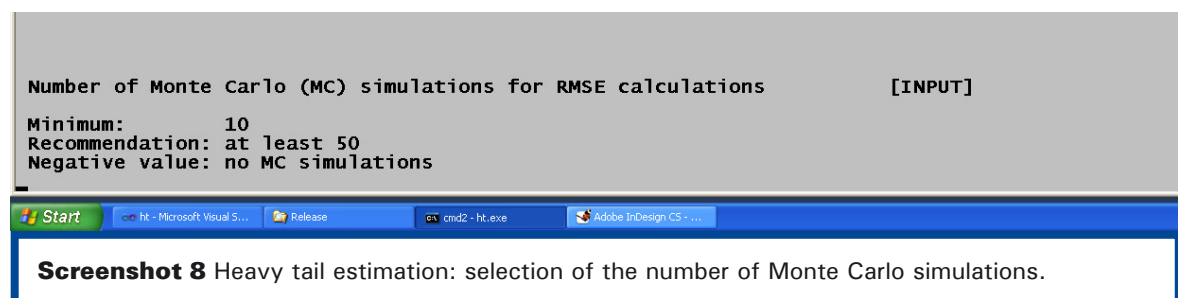 Number of Monte Carlo (MC) simulations for RMSE calculations [INPUT]
Minimum: 10
Recommendation: at least 50
Negative value: no MC simulations
Start ht - Microsoft Visual S... Release cmd2 - ht.exe Adobe InDesign CS - ...
Screenshot 8 Heavy tail estimation: selection of the number of Monte Carlo simulations.